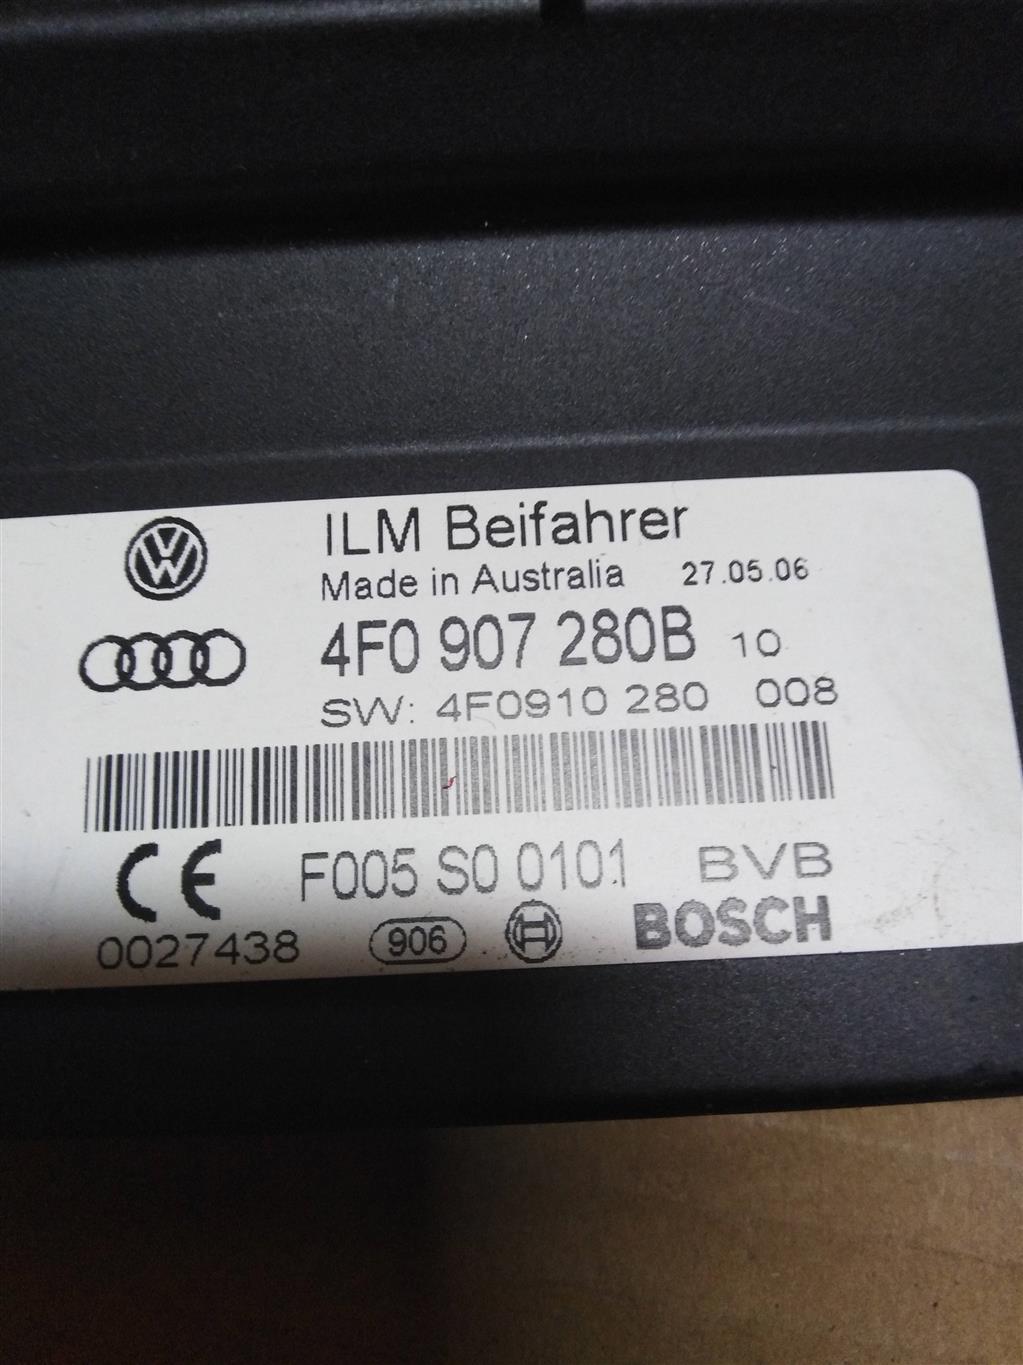 ILM Beifahrer
Made in Australia 27.05.06
4F0 907 280B 10
SW: 4F0910 280 008
CE F005 S0 0101 BVB
0027438 906 BOSCH